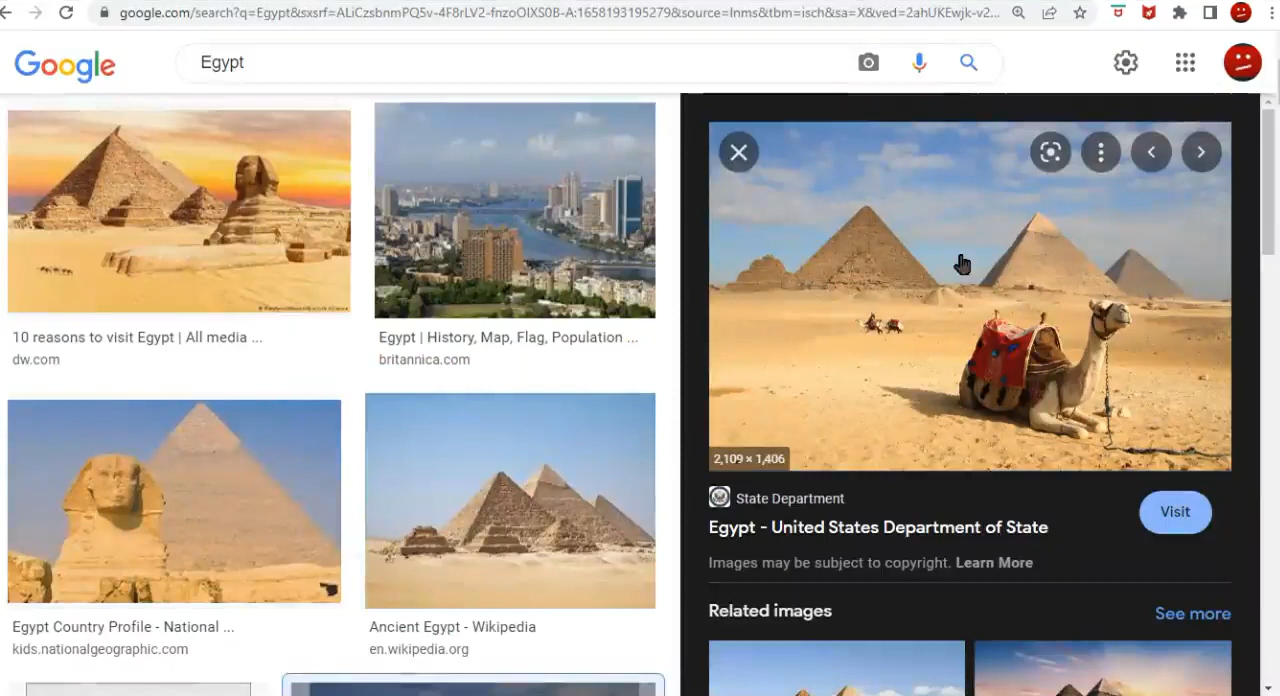 google.com/search?q=Egypt&sxsrf=ALiCzsbnmPQ5v-4F8rLV2-fnzoOIXS0B-A:1658193195279&source=lnms&tbm=isch&sa=X&ved=2ahUKEwjk-v2...
Google
Egypt
10 reasons to visit Egypt | All media ...
dw.com
Egypt | History, Map, Flag, Population ...
britannica.com
Egypt Country Profile - National ...
kids.nationalgeographic.com
Ancient Egypt - Wikipedia
en.wikipedia.org
2,109 × 1,406
State Department
Egypt - United States Department of State
Visit
Images may be subject to copyright. Learn More
Related images
See more